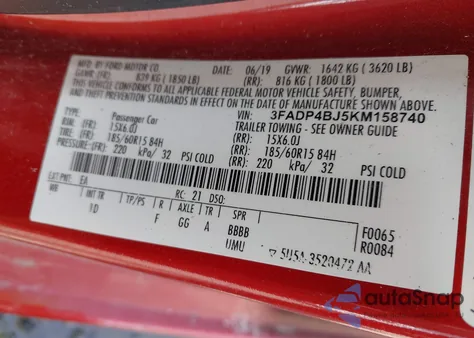 MFD. BY FORD MOTOR CO.
DATE: 06/19 GVWR: 1642 KG ( 3620 LB)
GAWR: (FR): 839 KG ( 1850 LB) (RR): 816 KG ( 1800 LB)
THIS VEHICLE CONFORMS TO ALL APPLICABLE FEDERAL MOTOR VEHICLE SAFETY, BUMPER,
AND THEFT PREVENTION STANDARDS IN EFFECT ON THE DATE OF MANUFACTURE SHOWN ABOVE.
VIN: 3FADP4BJ5KM158740
TYPE: Passenger Car TRAILER TOWING - SEE OWNER GUIDE
RIM: (FR): 15X6.0J (RR): 15X6.0J
TIRE: (FR): 185/60R15 84H (RR): 185/60R15 84H
PRESSURE: (FR): 220 kPa/ 32 PSI COLD (RR): 220 kPa/ 32 PSI COLD
EXT PNT: EA RC: 21 DSO:
WB INT TR TP/PS R AXLE TR SPR F0065
1D F GG A BBBB R0084
UMU 5U5A-3520472 AA
autoSnap